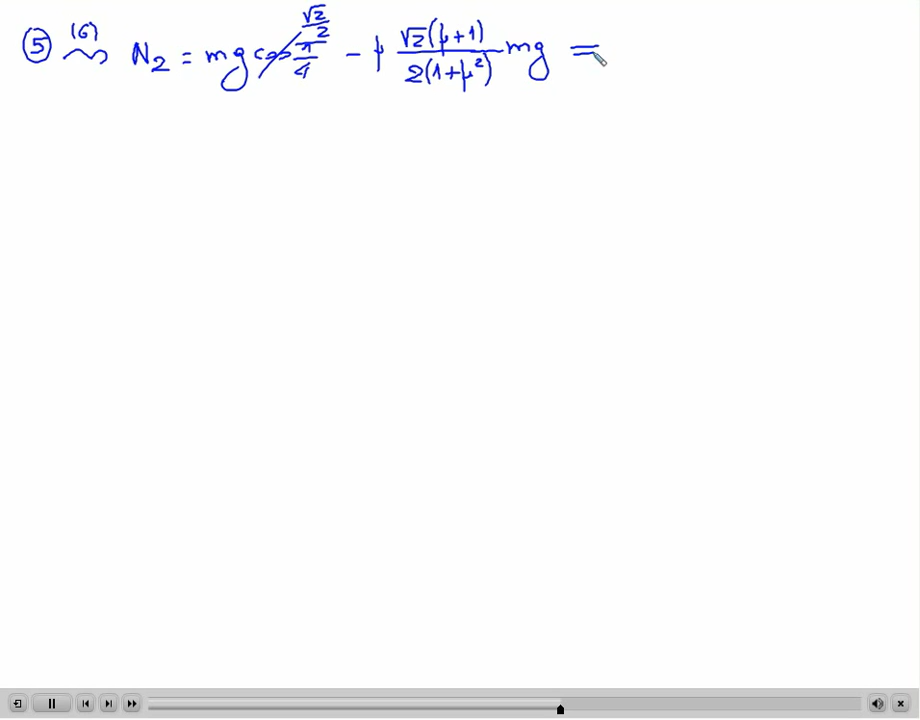 ⑤ (6) ⇝ N₂ = mg cos π/4 √2/2 − μ √2(μ+1)/2(1+μ²) mg =